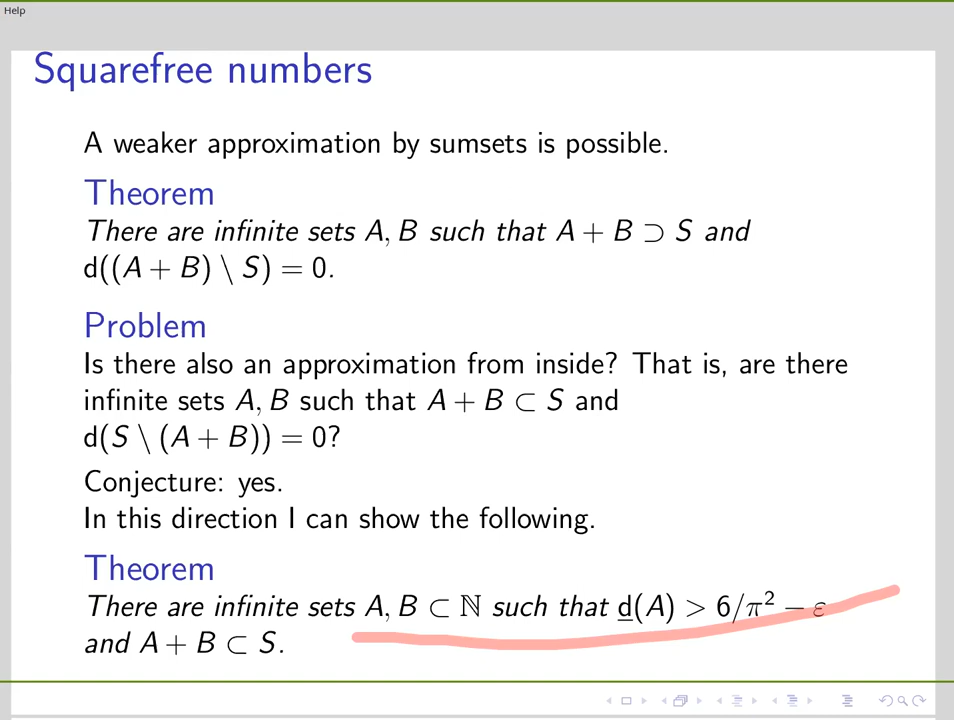 Help
Squarefree numbers
A weaker approximation by sumsets is possible.
Theorem
There are infinite sets A, B such that A + B ⊃ S and
d((A + B) \ S) = 0.
Problem
Is there also an approximation from inside? That is, are there
infinite sets A, B such that A + B ⊂ S and
d(S \ (A + B)) = 0?
Conjecture: yes.
In this direction I can show the following.
Theorem
There are infinite sets A, B ⊂ ℕ such that d̲(A) > 6/π² − ε
and A + B ⊂ S.